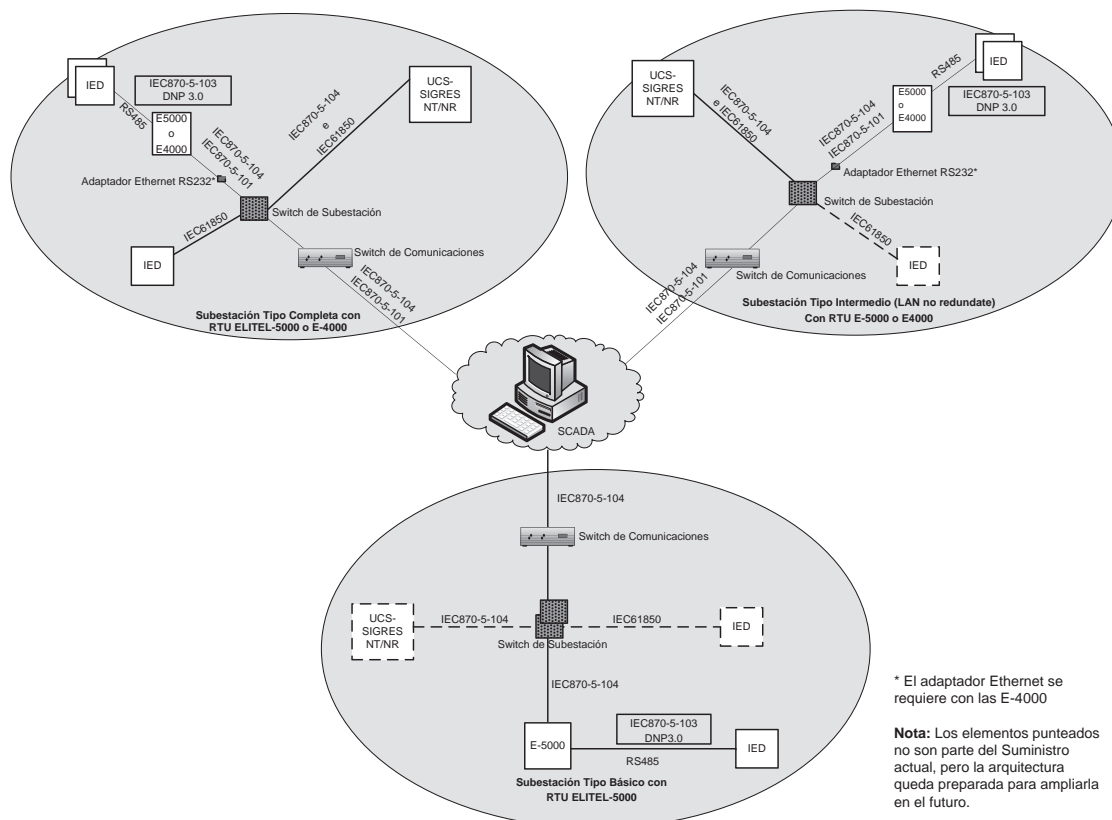 IED
IEC870-5-103
DNP 3.0
RS485
E5000
o
E4000
IEC870-5-104
IEC870-5-101
Adaptador Ethernet RS232*
UCS-
SIGRES
NT/NR
IEC870-5-104
e
IEC61850
Switch de Subestación
IEC61850
IED
Switch de Comunicaciones
IEC870-5-104
IEC870-5-101
Subestación Tipo Completa con
RTU ELITEL-5000 o E-4000
UCS-
SIGRES
NT/NR
IEC870-5-104
e IEC61850
IED
RS485
E5000
o
E4000
IEC870-5-103
DNP 3.0
IEC870-5-104
IEC870-5-101
Adaptador Ethernet RS232*
Switch de Subestación
IEC61850
IED
Switch de Comunicaciones
IEC870-5-104
IEC870-5-101
Subestación Tipo Intermedio (LAN no redundate)
Con RTU E-5000 o E4000
SCADA
IEC870-5-104
Switch de Comunicaciones
UCS-
SIGRES
NT/NR
IEC870-5-104
IEC61850
IED
Switch de Subestación
IEC870-5-104
E-5000
IEC870-5-103
DNP3.0
RS485
IED
Subestación Tipo Básico con
RTU ELITEL-5000
* El adaptador Ethernet se
requiere con las E-4000
Nota: Los elementos punteados
no son parte del Suministro
actual, pero la arquitectura
queda preparada para ampliarla
en el futuro.